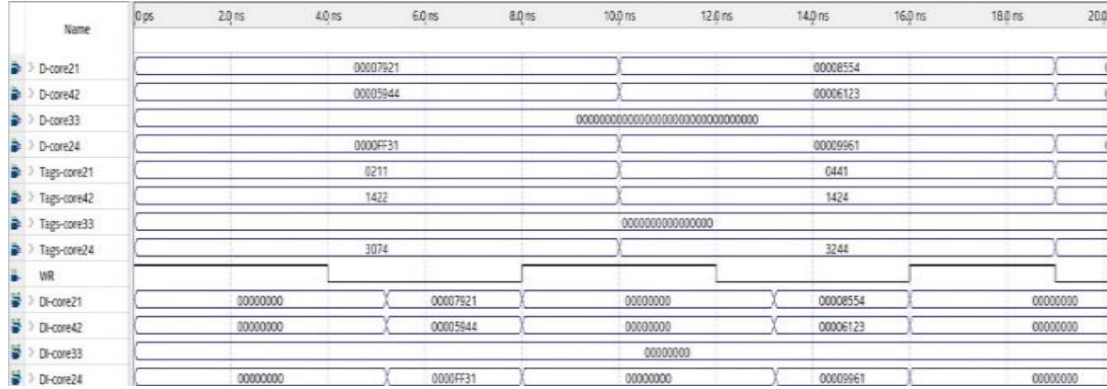 Name 0 ps 2.0 ns 4.0 ns 6.0 ns 8.0 ns 10.0 ns 12.0 ns 14.0 ns 16.0 ns 18.0 ns 20.0
D-core21 00007921 00008554
D-core42 00005944 00006123
D-core33 00000000000000000000000000000000
D-core24 0000FF31 00009961
Tags-core21 0211 0441
Tags-core42 1422 1424
Tags-core33 0000000000000000
Tags-core24 3074 3244
WR
DI-core21 00000000 00007921 00000000 00008554 00000000
DI-core42 00000000 00005944 00000000 00006123 00000000
DI-core33 00000000
DI-core24 00000000 0000FF31 00000000 00009961 00000000